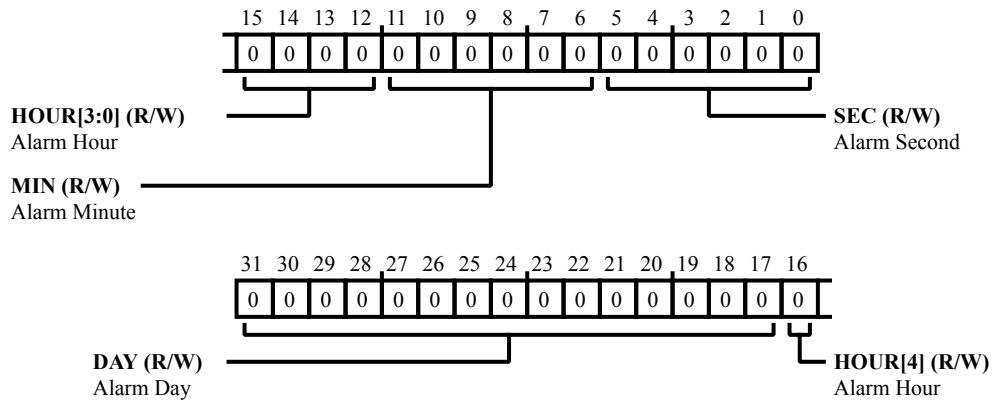 15 14 13 12 11 10 9 8 7 6 5 4 3 2 1 0
0 0 0 0 0 0 0 0 0 0 0 0 0 0 0 0
HOUR[3:0] (R/W)
Alarm Hour
SEC (R/W)
Alarm Second
MIN (R/W)
Alarm Minute
31 30 29 28 27 26 25 24 23 22 21 20 19 18 17 16
0 0 0 0 0 0 0 0 0 0 0 0 0 0 0 0
DAY (R/W)
Alarm Day
HOUR[4] (R/W)
Alarm Hour